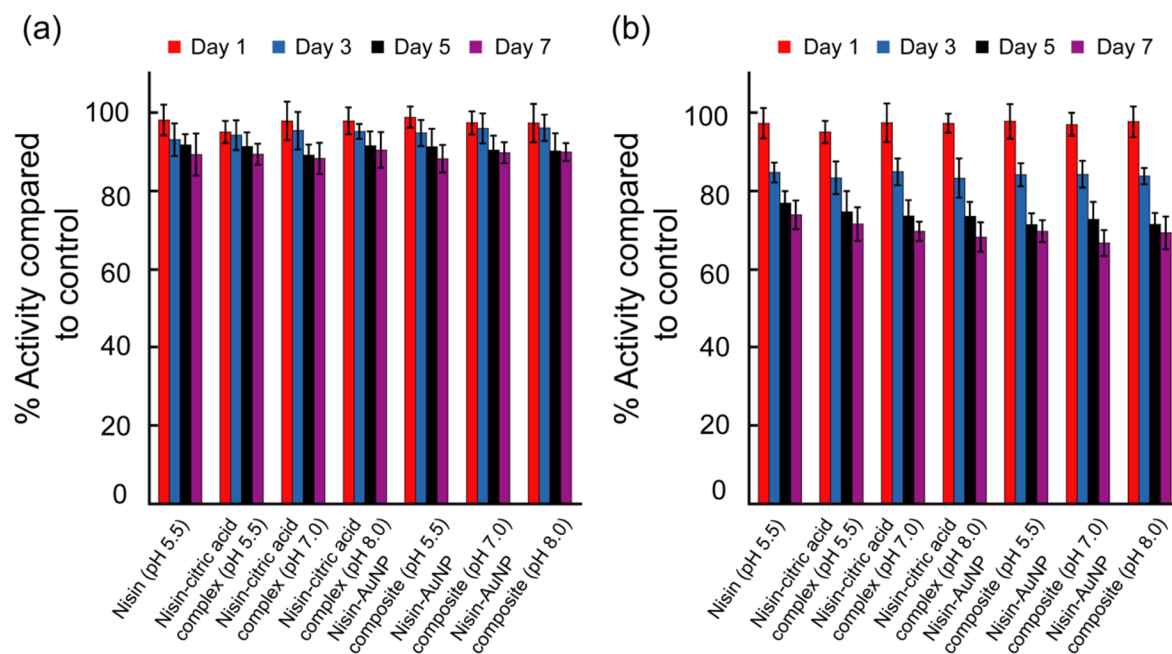 (a)
Day 1 Day 3 Day 5 Day 7
% Activity compared
to control
100
80
60
40
20
0
Nisin (pH 5.5)
Nisin-citric acid
complex (pH 5.5)
Nisin-citric acid
complex (pH 7.0)
Nisin-citric acid
complex (pH 8.0)
Nisin-AuNP
composite (pH 5.5)
Nisin-AuNP
composite (pH 7.0)
Nisin-AuNP
composite (pH 8.0)
(b)
Day 1 Day 3 Day 5 Day 7
% Activity compared
to control
100
80
60
40
20
0
Nisin (pH 5.5)
Nisin-citric acid
complex (pH 5.5)
Nisin-citric acid
complex (pH 7.0)
Nisin-citric acid
complex (pH 8.0)
Nisin-AuNP
composite (pH 5.5)
Nisin-AuNP
composite (pH 7.0)
Nisin-AuNP
composite (pH 8.0)